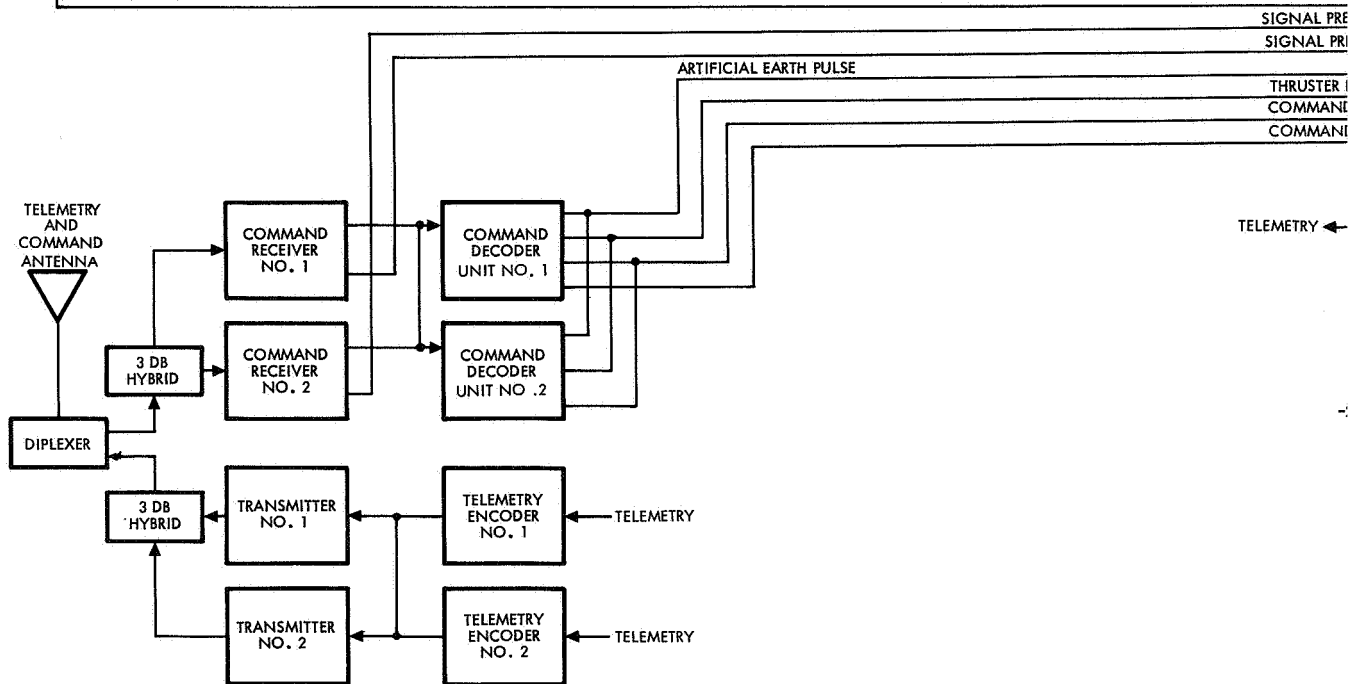 SIGNAL
SIGNAL
ARTIFICIAL EARTH PULSE
THRUSTER
COMMAND
COMMAND
TELEMETRY
AND
COMMAND
ANTENNA
COMMAND
RECEIVER
NO. 1
COMMAND
DECODER
UNIT NO. 1
TELEMETRY
3 DB
HYBRID
COMMAND
RECEIVER
NO. 2
COMMAND
DECODER
UNIT NO .2
DIPLEXER
3 DB
HYBRID
TRANSMITTER
NO. 1
TELEMETRY
ENCODER
NO. 1
TELEMETRY
TRANSMITTER
NO. 2
TELEMETRY
ENCODER
NO. 2
TELEMETRY